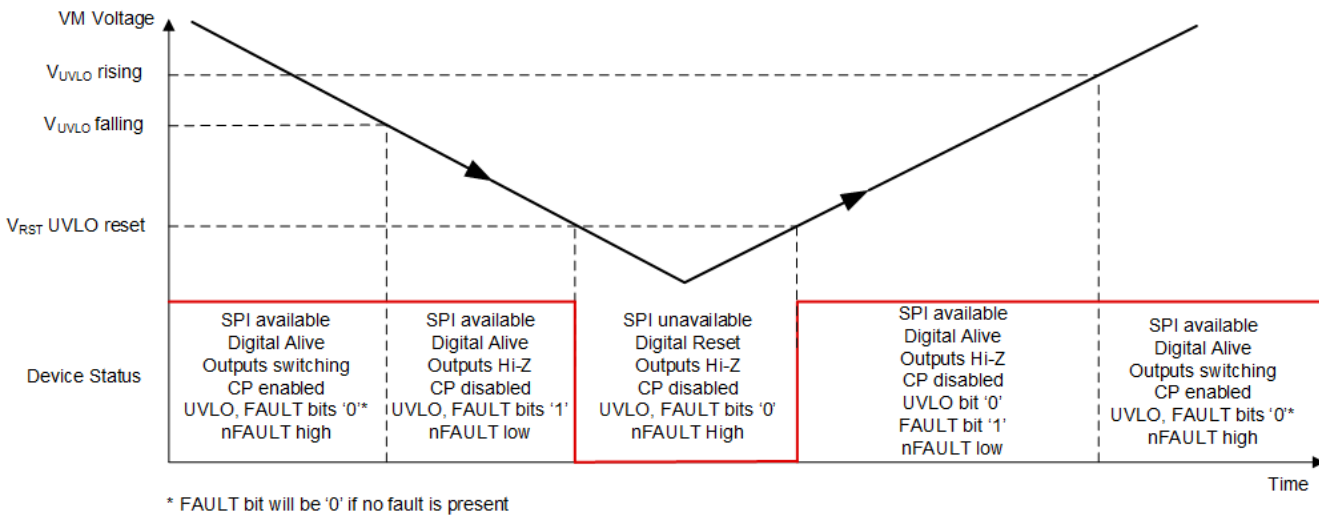 VM Voltage
V_UVLO rising
V_UVLO falling
V_RST UVLO reset
Device Status
SPI available
Digital Alive
Outputs switching
CP enabled
UVLO, FAULT bits ‘0’*
nFAULT high
SPI available
Digital Alive
Outputs Hi-Z
CP disabled
UVLO, FAULT bits ‘1’
nFAULT low
SPI unavailable
Digital Reset
Outputs Hi-Z
CP disabled
UVLO, FAULT bits ‘0’
nFAULT High
SPI available
Digital Alive
Outputs Hi-Z
CP disabled
UVLO bit ‘0’
FAULT bit ‘1’
nFAULT low
SPI available
Digital Alive
Outputs switching
CP enabled
UVLO, FAULT bits ‘0’*
nFAULT high
Time
* FAULT bit will be ‘0’ if no fault is present